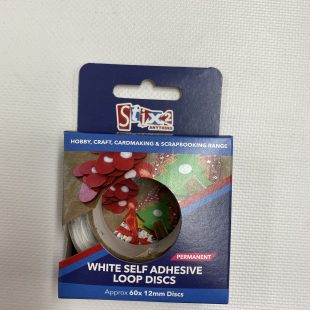 Stix2
ANYTHING
HOBBY, CRAFT, CARDMAKING & SCRAPBOOKING RANGE
PERMANENT
WHITE SELF ADHESIVE
LOOP DISCS
Approx 60x 12mm Discs